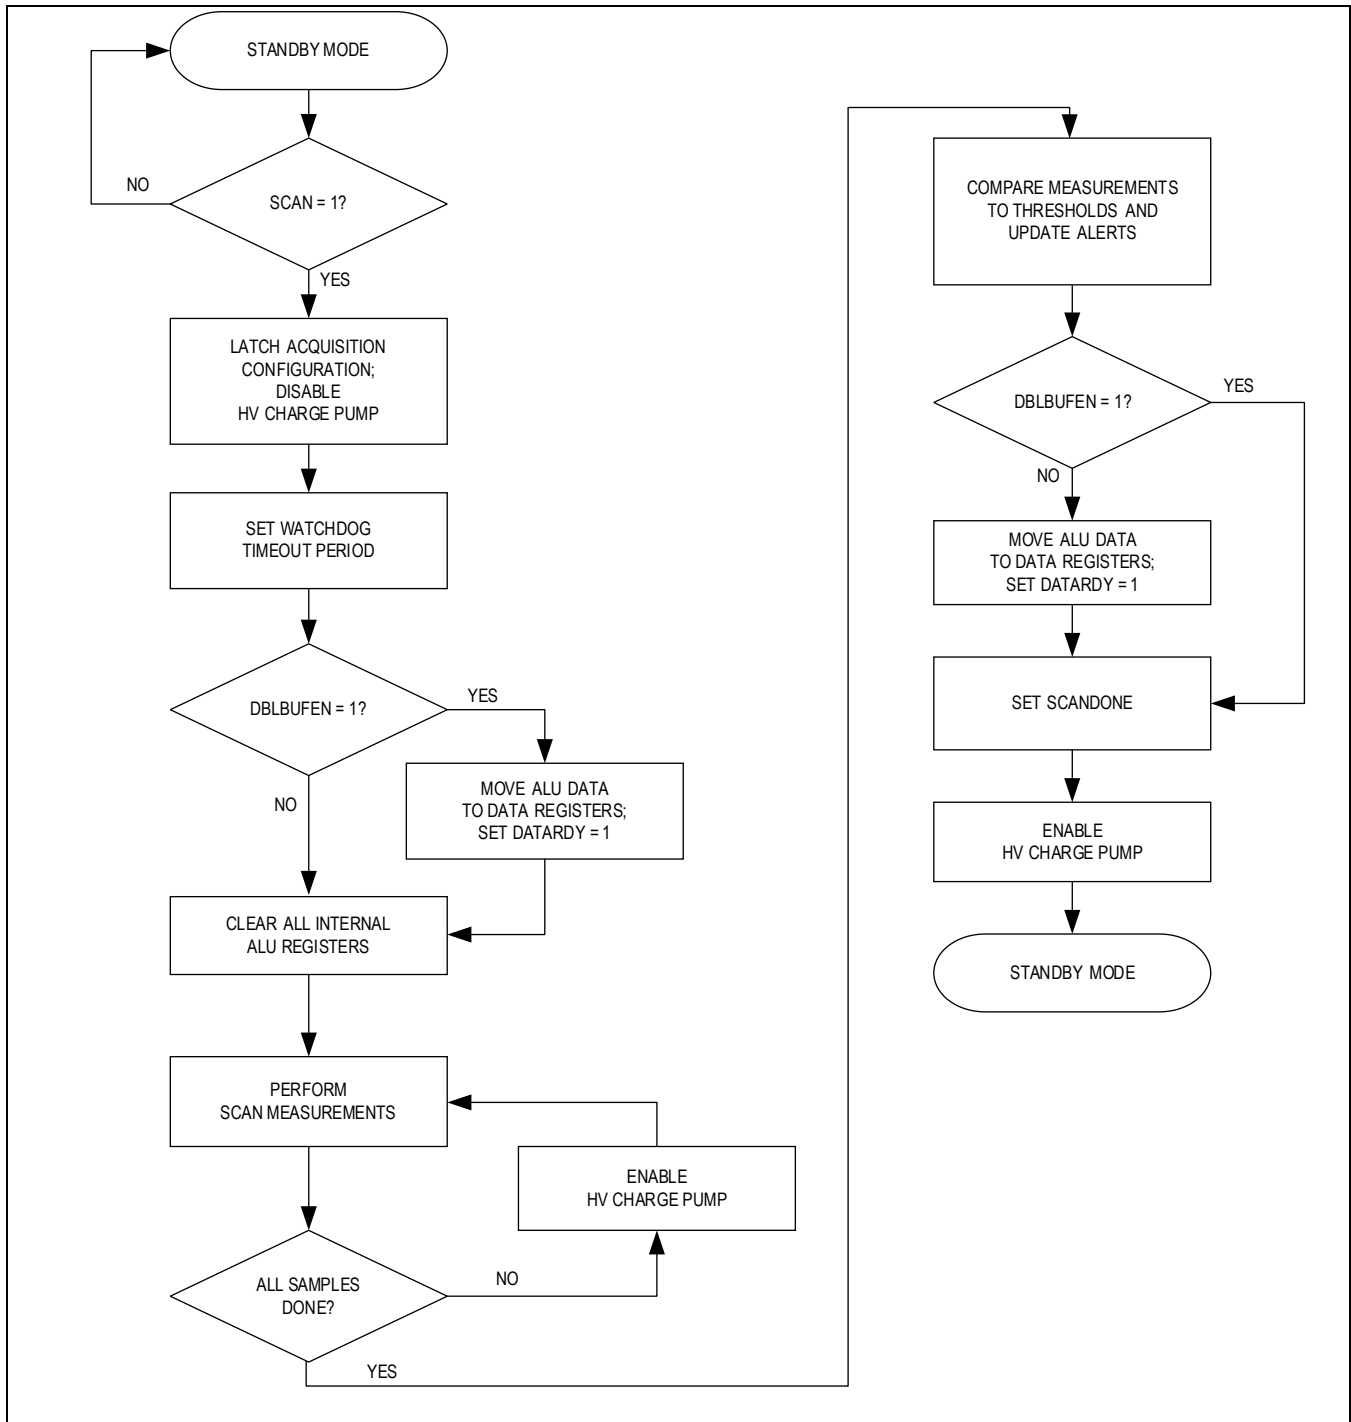 STANDBY MODE
SCAN = 1?
NO
YES
LATCH ACQUISITION
CONFIGURATION;
DISABLE
HV CHARGE PUMP
SET WATCHDOG
TIMEOUT PERIOD
DBLBUFEN = 1?
YES
NO
MOVE ALU DATA
TO DATA REGISTERS;
SET DATARDY = 1
CLEAR ALL INTERNAL
ALU REGISTERS
PERFORM
SCAN MEASUREMENTS
ENABLE
HV CHARGE PUMP
ALL SAMPLES
DONE?
NO
YES
COMPARE MEASUREMENTS
TO THRESHOLDS AND
UPDATE ALERTS
DBLBUFEN = 1?
YES
NO
MOVE ALU DATA
TO DATA REGISTERS;
SET DATARDY = 1
SET SCANDONE
ENABLE
HV CHARGE PUMP
STANDBY MODE